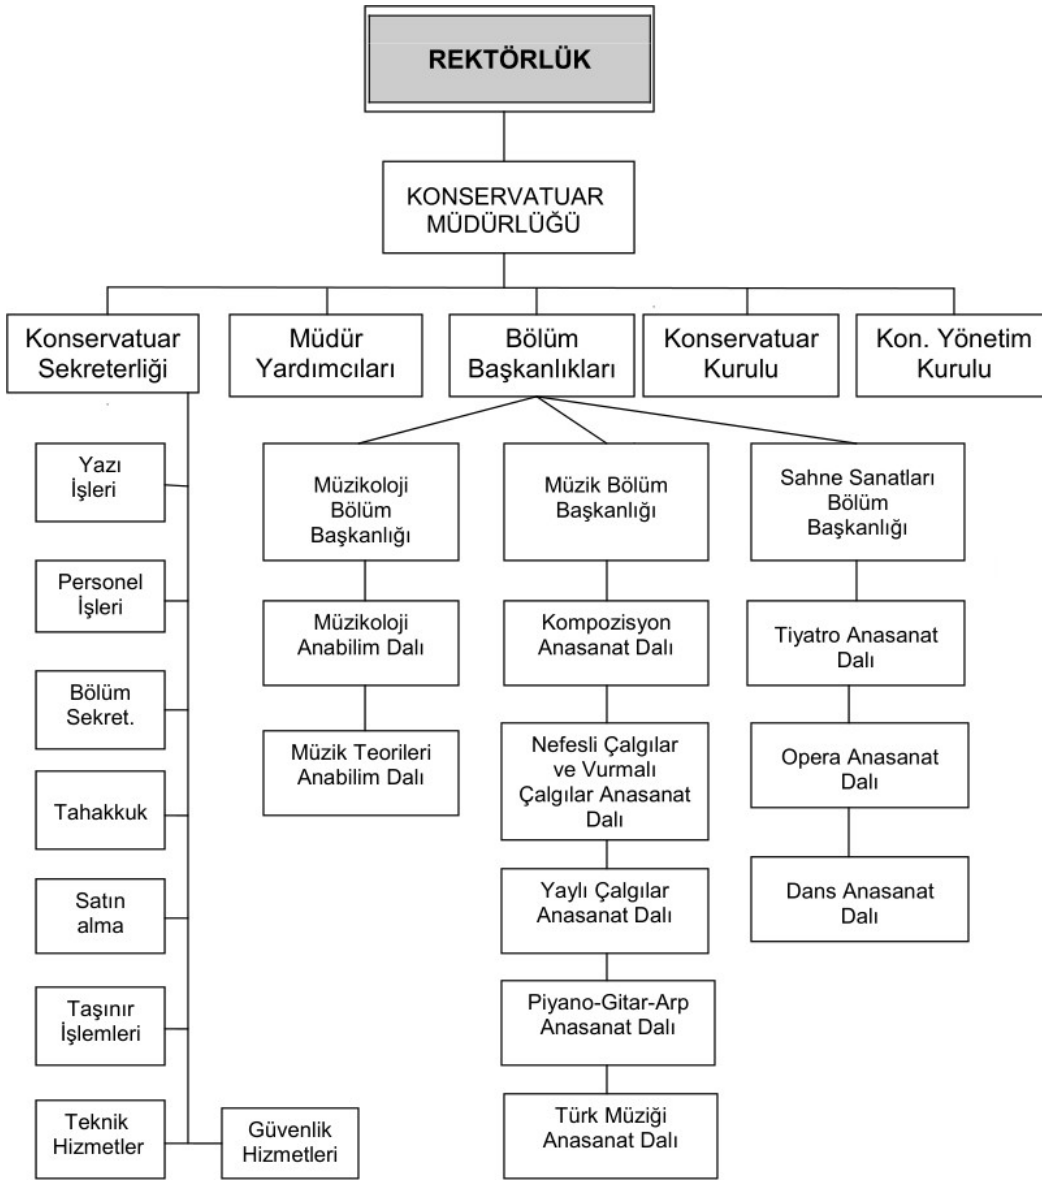 REKTÖRLÜK
KONSERVATUAR
MÜDÜRLÜĞÜ
Konservatuar
Sekreterliği
Müdür
Yardımcıları
Bölüm
Başkanlıkları
Konservatuar
Kurulu
Kon. Yönetim
Kurulu
Yazı
İşleri
Personel
İşleri
Bölüm
Sekret.
Tahakkuk
Satın
alma
Taşınır
İşlemleri
Teknik
Hizmetler
Güvenlik
Hizmetleri
Müzikoloji
Bölüm
Başkanlığı
Müzikoloji
Anabilim Dalı
Müzik Teorileri
Anabilim Dalı
Müzik Bölüm
Başkanlığı
Kompozisyon
Anasanat Dalı
Nefesli Çalgılar
ve Vurmalı
Çalgılar Anasanat
Dalı
Yaylı Çalgılar
Anasanat Dalı
Piyano-Gitar-Arp
Anasanat Dalı
Türk Müziği
Anasanat Dalı
Sahne Sanatları
Bölüm
Başkanlığı
Tiyatro Anasanat
Dalı
Opera Anasanat
Dalı
Dans Anasanat
Dalı